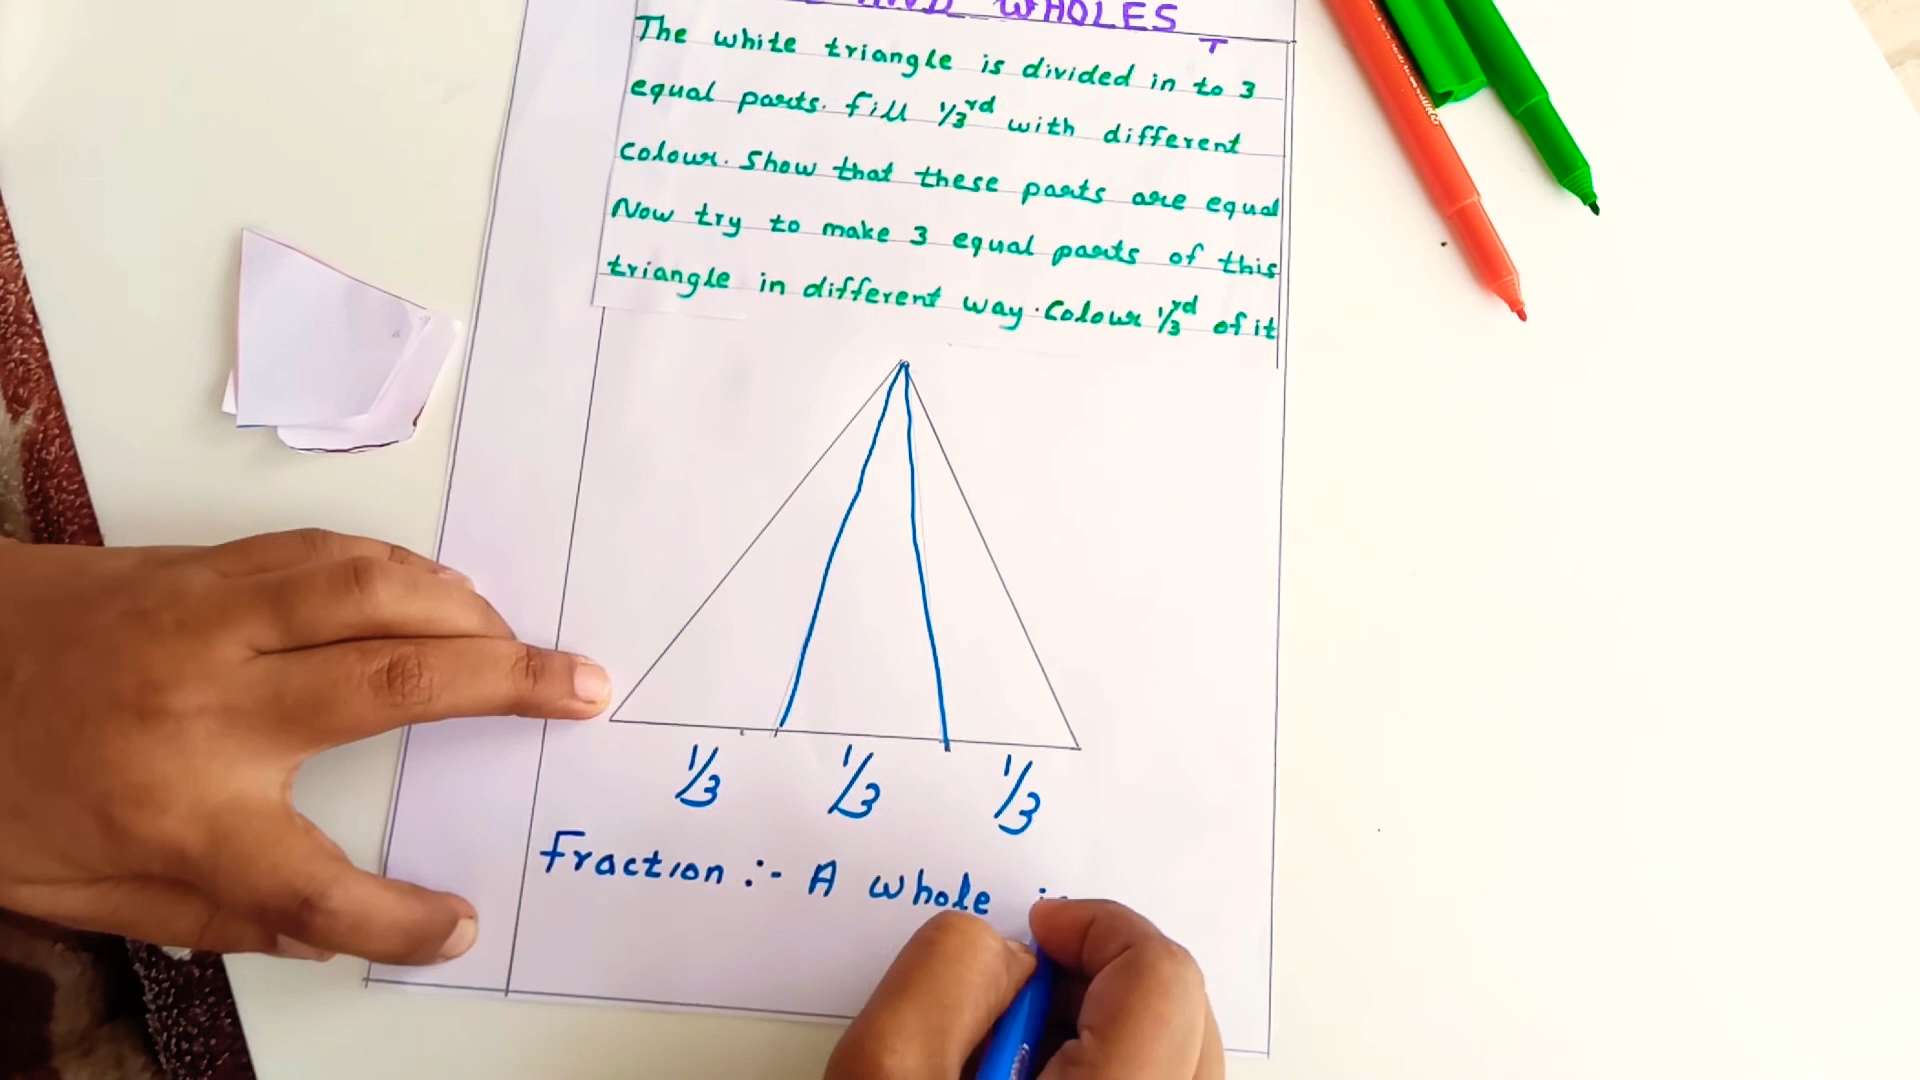 WHOLES
The white triangle is divided in to 3
equal parts. fill 1/3rd with different
colour. Show that these parts are equal
Now try to make 3 equal parts of this
triangle in different way. Colour 1/3rd of it
1/3 1/3 1/3
Fraction :- A whole